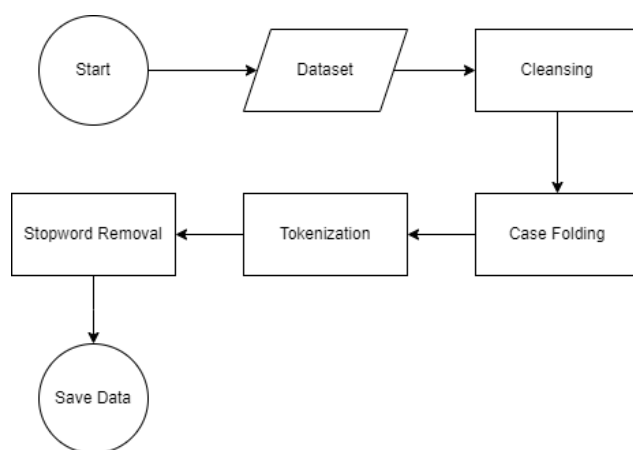 Start
Dataset
Cleansing
Case Folding
Tokenization
Stopword Removal
Save Data